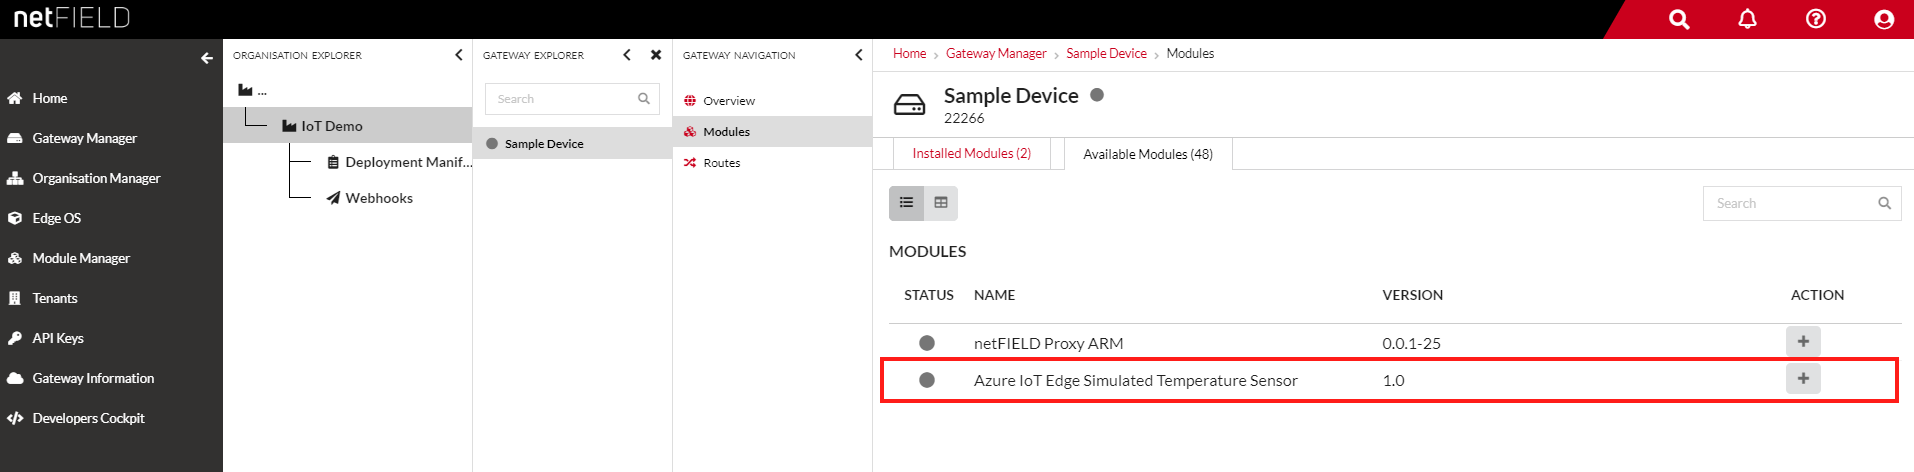 netFIELD
Home
Gateway Manager
Organisation Manager
Edge OS
Module Manager
Tenants
API Keys
Gateway Information
Developers Cockpit
ORGANISATION EXPLORER
...
IoT Demo
Deployment Manif...
Webhooks
GATEWAY EXPLORER
Search
Sample Device
GATEWAY NAVIGATION
Overview
Modules
Routes
Home › Gateway Manager › Sample Device › Modules
Sample Device
22266
Installed Modules (2) Available Modules (48)
Search
MODULES
STATUS NAME VERSION ACTION
netFIELD Proxy ARM 0.0.1-25 +
Azure IoT Edge Simulated Temperature Sensor 1.0 +